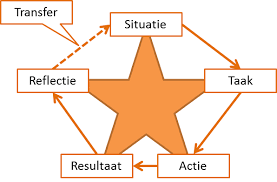 Transfer
Situatie
Reflectie
Taak
Resultaat
Actie